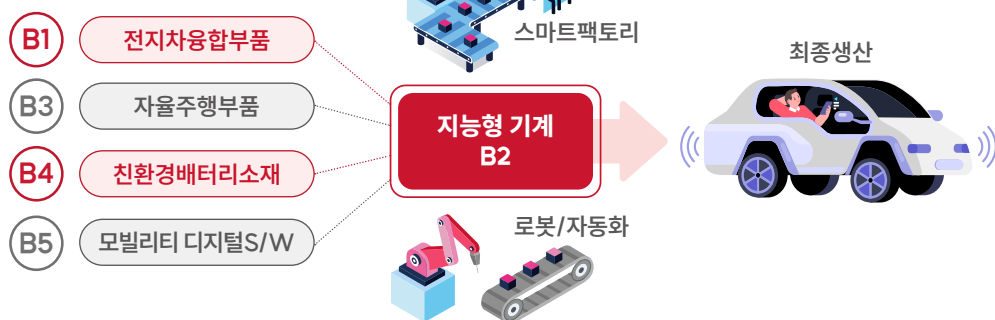 B1 전지차융합부품
B3 자율주행부품
B4 친환경배터리소재
B5 모빌리티 디지털S/W
스마트팩토리
지능형 기계
B2
로봇/자동화
최종생산